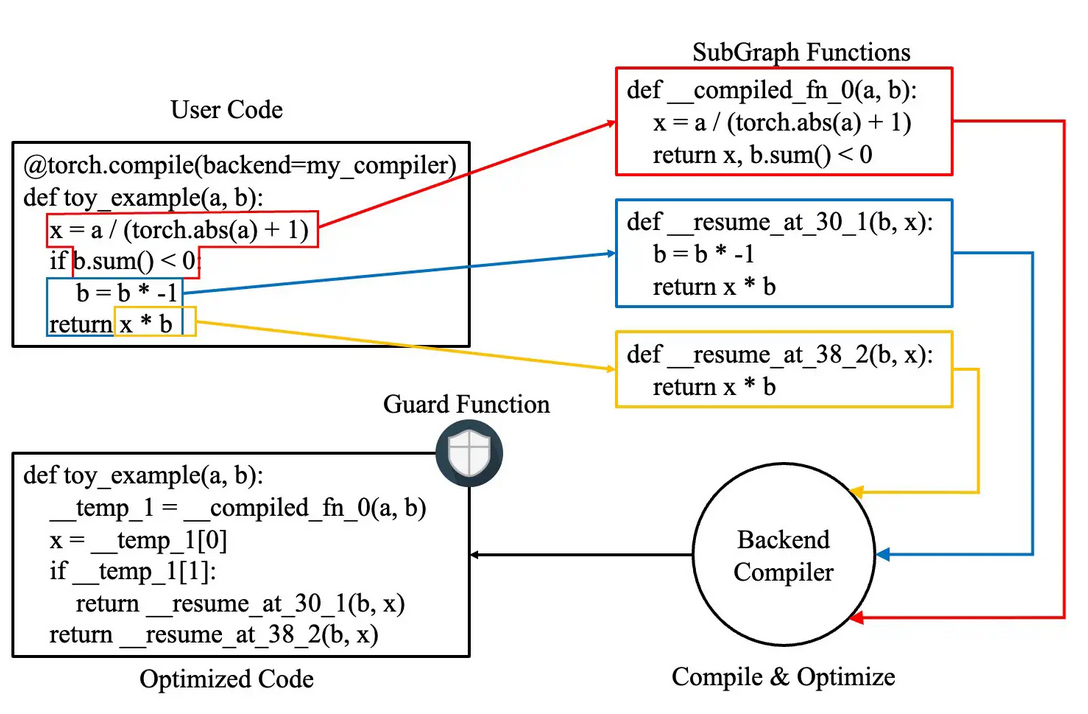 User Code
@torch.compile(backend=my_compiler)
def toy_example(a, b):
x = a / (torch.abs(a) + 1)
if b.sum() < 0:
b = b * -1
return x * b
SubGraph Functions
def __compiled_fn_0(a, b):
x = a / (torch.abs(a) + 1)
return x, b.sum() < 0
def __resume_at_30_1(b, x):
b = b * -1
return x * b
def __resume_at_38_2(b, x):
return x * b
Guard Function
def toy_example(a, b):
__temp_1 = __compiled_fn_0(a, b)
x = __temp_1[0]
if __temp_1[1]:
return __resume_at_30_1(b, x)
return __resume_at_38_2(b, x)
Optimized Code
Backend
Compiler
Compile & Optimize